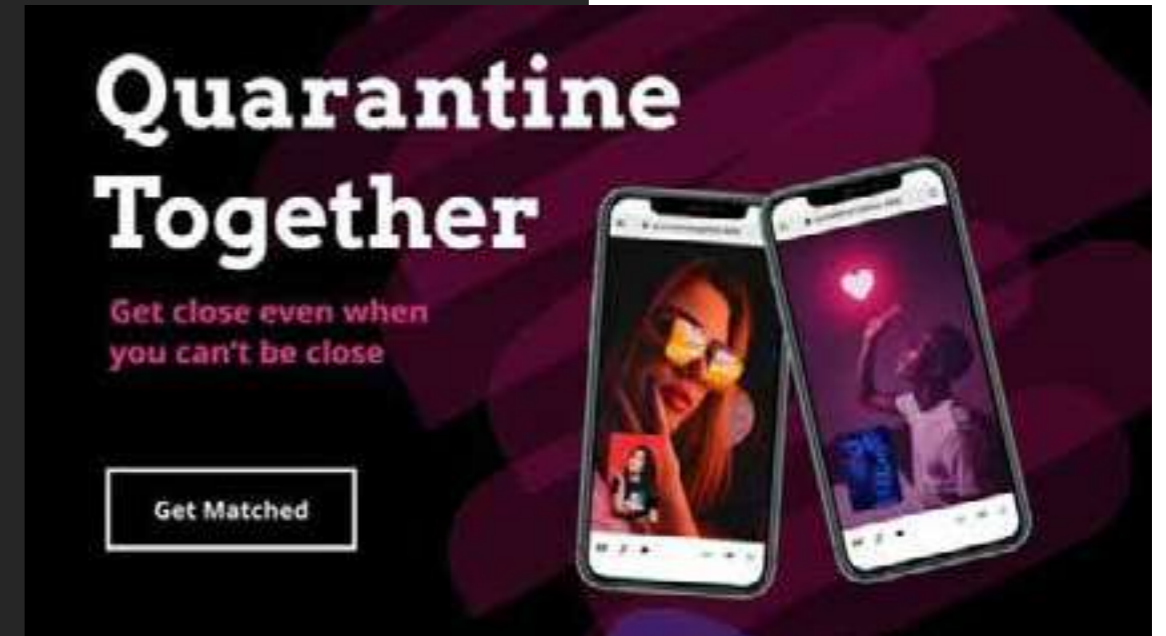 Quarantine
Together
Get close even when
you can't be close
Get Matched